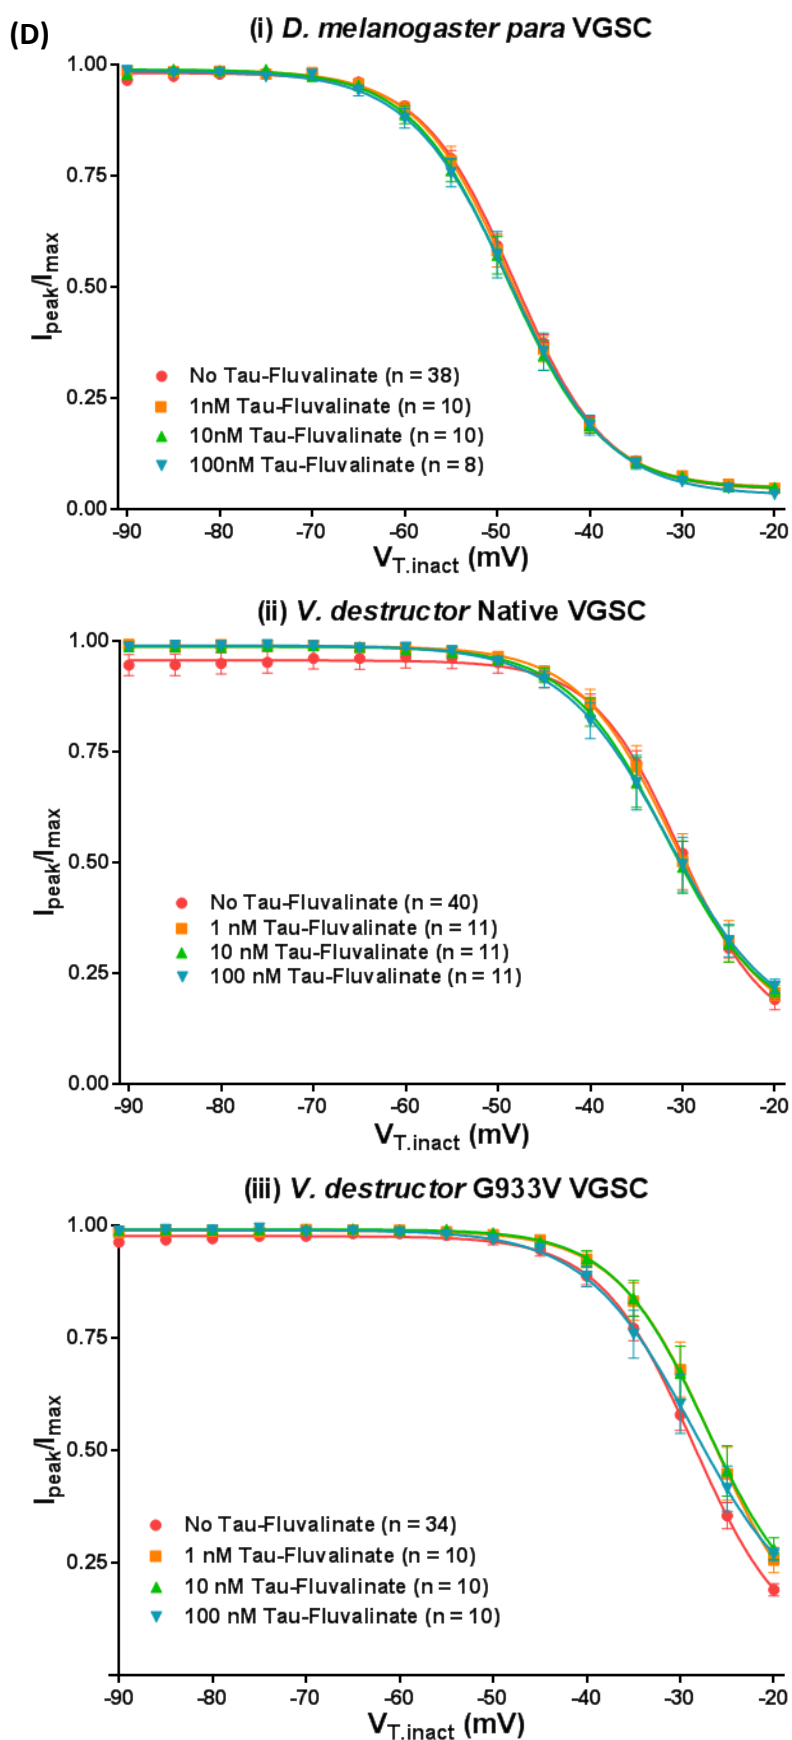 (D)
(i) D. melanogaster para VGSC
1.00
0.75
0.50
0.25
0.00
Ipeak/Imax
No Tau-Fluvalinate (n = 38)
1nM Tau-Fluvalinate (n = 10)
10nM Tau-Fluvalinate (n = 10)
100nM Tau-Fluvalinate (n = 8)
-90 -80 -70 -60 -50 -40 -30 -20
VT.inact (mV)
(ii) V. destructor Native VGSC
1.00
0.75
0.50
0.25
0.00
Ipeak/Imax
No Tau-Fluvalinate (n = 40)
1 nM Tau-Fluvalinate (n = 11)
10 nM Tau-Fluvalinate (n = 11)
100 nM Tau-Fluvalinate (n = 11)
-90 -80 -70 -60 -50 -40 -30 -20
VT.inact (mV)
(iii) V. destructor G933V VGSC
1.00
0.75
0.50
0.25
Ipeak/Imax
No Tau-Fluvalinate (n = 34)
1 nM Tau-Fluvalinate (n = 10)
10 nM Tau-Fluvalinate (n = 10)
100 nM Tau-Fluvalinate (n = 10)
-90 -80 -70 -60 -50 -40 -30 -20
VT.inact (mV)